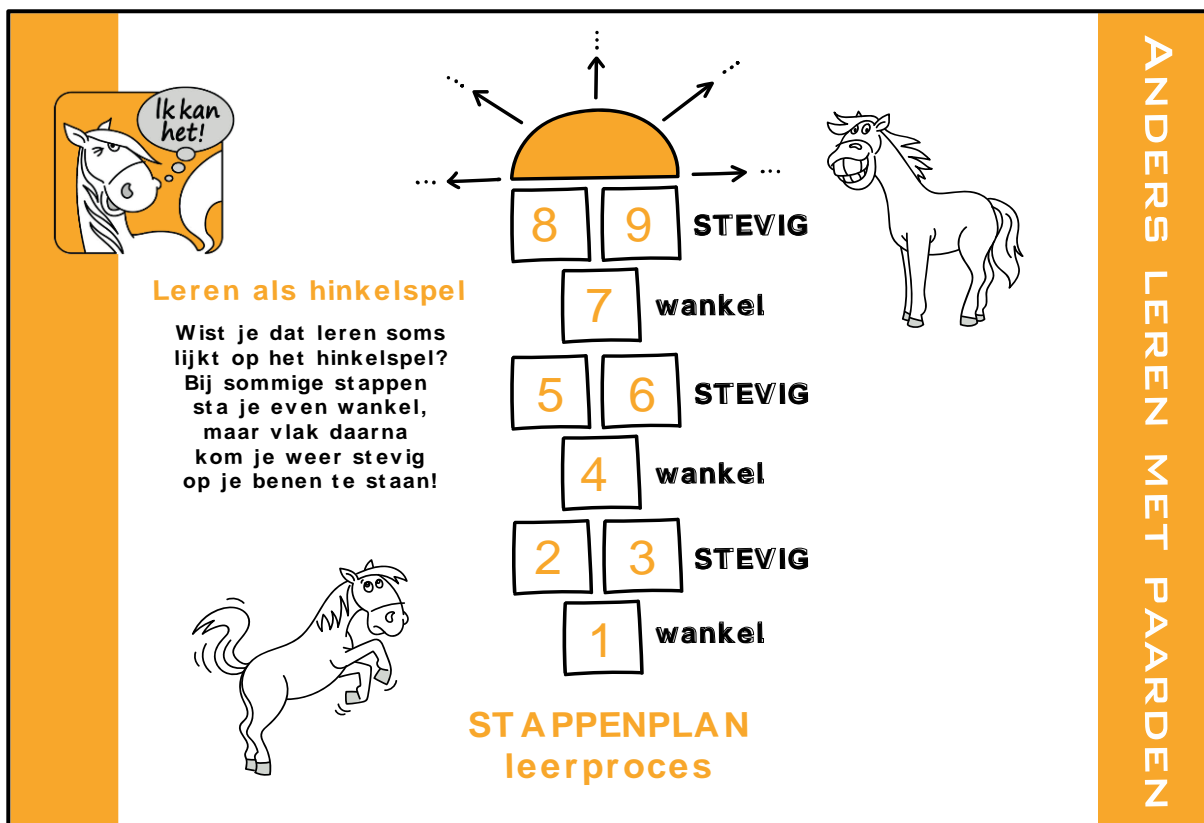 Ik kan
het!
Leren als hinkelspel
Wist je dat leren soms
lijkt op het hinkelspel?
Bij sommige stappen
sta je even wankel,
maar vlak daarna
kom je weer stevig
op je benen te staan!
...
...
...
...
...
8 9 STEVIG
7 wankel
5 6 STEVIG
4 wankel
2 3 STEVIG
1 wankel
STAPPENPLAN
leerproces
ANDERS LEREN MET PAARDEN